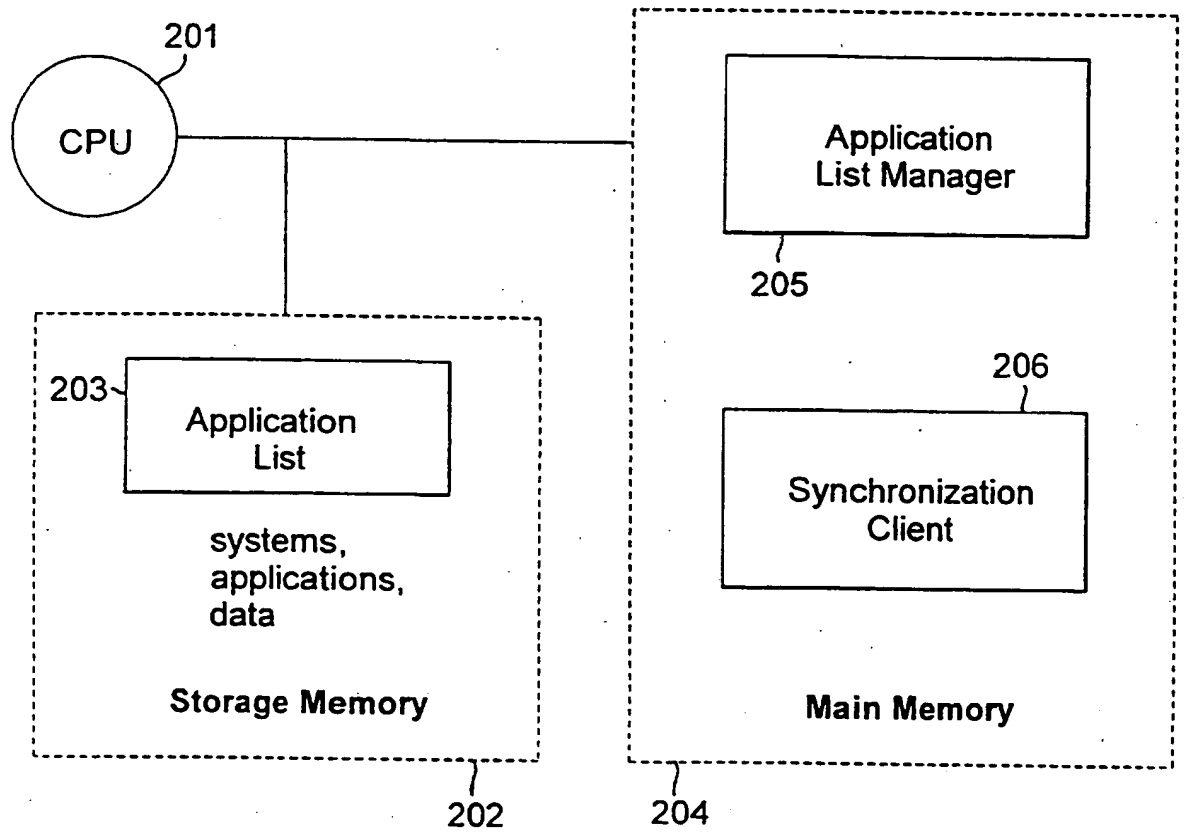 201
CPU
Application
List Manager
205
203
Application
List
systems,
applications,
data
Storage Memory
202
206
Synchronization
Client
Main Memory
204